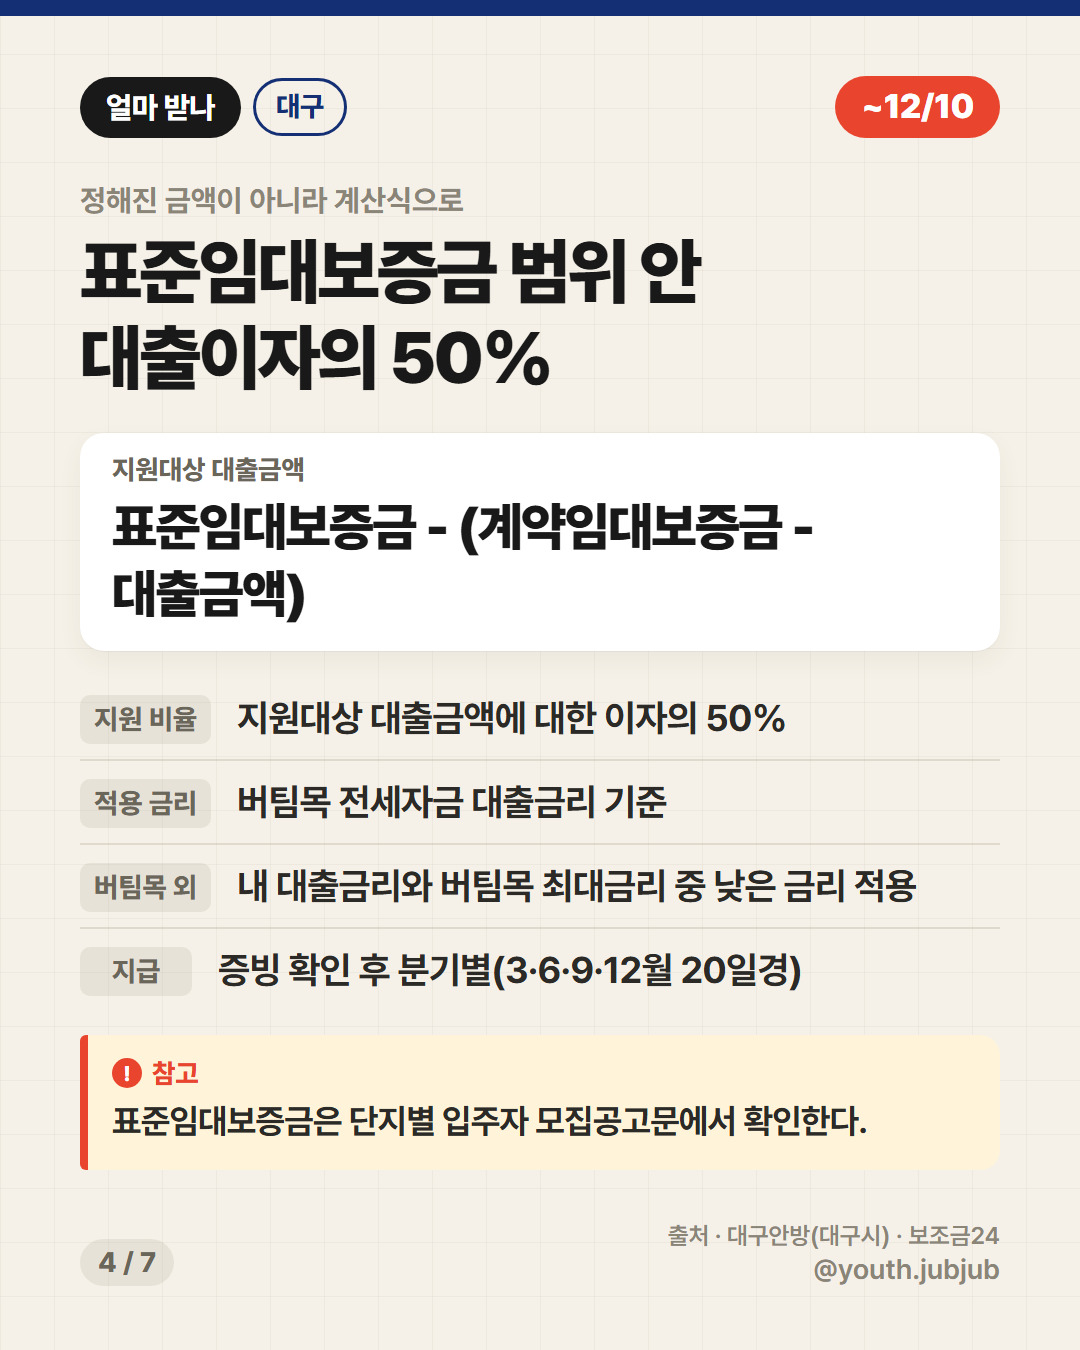 얼마 받나
대구
~12/10
정해진 금액이 아니라 계산식으로
표준임대보증금 범위 안
대출이자의 50%
지원대상 대출금액
표준임대보증금 - (계약임대보증금 -
대출금액)
지원 비율 지원대상 대출금액에 대한 이자의 50%
적용 금리 버팀목 전세자금 대출금리 기준
버팀목 외 내 대출금리와 버팀목 최대금리 중 낮은 금리 적용
지급 증빙 확인 후 분기별(3·6·9·12월 20일경)
! 참고
표준임대보증금은 단지별 입주자 모집공고문에서 확인한다.
4 / 7
출처 · 대구안방(대구시) · 보조금24
@youth.jubjub